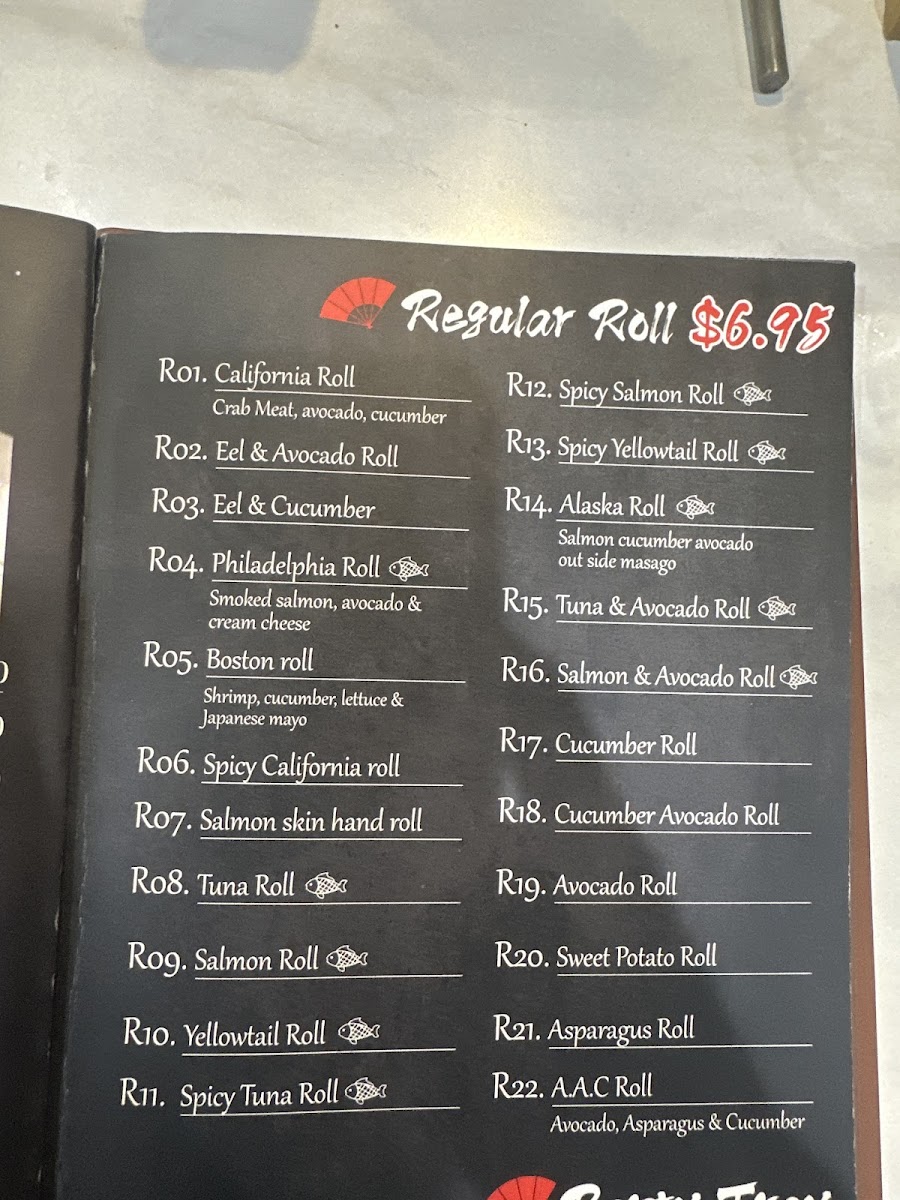 Regular Roll $6.95
R01. California Roll
Crab Meat, avocado, cucumber
R02. Eel & Avocado Roll
R03. Eel & Cucumber
R04. Philadelphia Roll
Smoked salmon, avocado &
cream cheese
R05. Boston roll
Shrimp, cucumber, lettuce &
Japanese mayo
R06. Spicy California roll
R07. Salmon skin hand roll
R08. Tuna Roll
R09. Salmon Roll
R10. Yellowtail Roll
R11. Spicy Tuna Roll
R12. Spicy Salmon Roll
R13. Spicy Yellowtail Roll
R14. Alaska Roll
Salmon cucumber avocado
out side masago
R15. Tuna & Avocado Roll
R16. Salmon & Avocado Roll
R17. Cucumber Roll
R18. Cucumber Avocado Roll
R19. Avocado Roll
R20. Sweet Potato Roll
R21. Asparagus Roll
R22. A.A.C Roll
Avocado, Asparagus & Cucumber